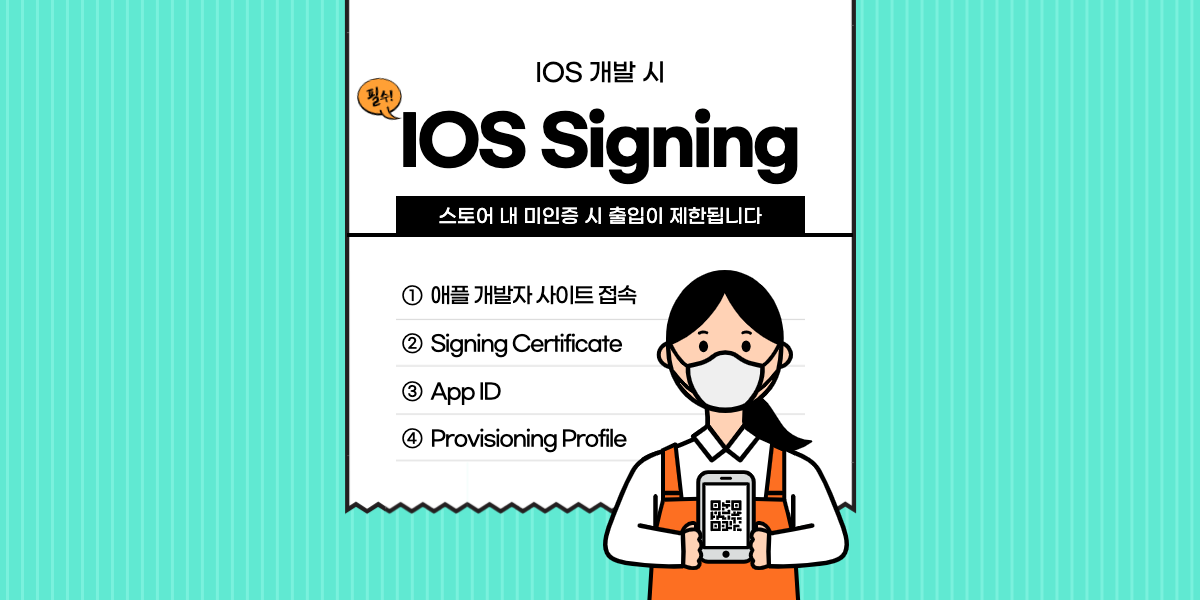 IOS 개발 시
필수!
IOS Signing
스토어 내 미인증 시 출입이 제한됩니다
① 애플 개발자 사이트 접속
② Signing Certificate
③ App ID
④ Provisioning Profile